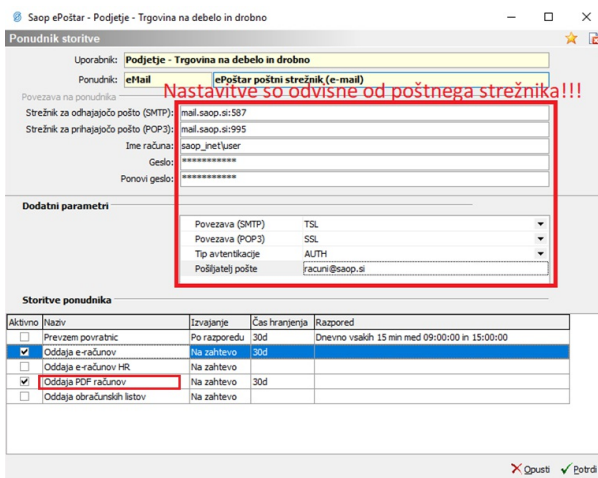 Saop ePoštar - Podjetje - Trgovina na debelo in drobno
Ponudnik storitve
Uporabnik: Podjetje - Trgovina na debelo in drobno
Ponudnik: eMail ePoštar poštni strežnik (e-mail)
Nastavitve so odvisne od poštnega strežnika!!!
Povezava na ponudnika
Strežnik za odhajajočo pošto (SMTP): mail.saop.si:587
Strežnik za prihajajočo pošto (POP3): mail.saop.si:995
Ime računa: saop_inet\user
Geslo: ***********
Ponovi geslo: ***********
Dodatni parametri
Povezava (SMTP) TSL
Povezava (POP3) SSL
Tip avtentikacije AUTH
Pošiljatelj pošte racuni@saop.si
Storitve ponudnika
Aktivno Naziv Izvajanje Čas hranjenja Razpored
Prevzem povratnic Po razporedu 30d Dnevno vsakih 15 min med 09:00:00 in 15:00:00
Oddaja e-računov Na zahtevo 30d
Oddaja e-računov HR Na zahtevo
Oddaja PDF računov Na zahtevo 30d
Oddaja obračunskih listov Na zahtevo
Opusti Potrdi